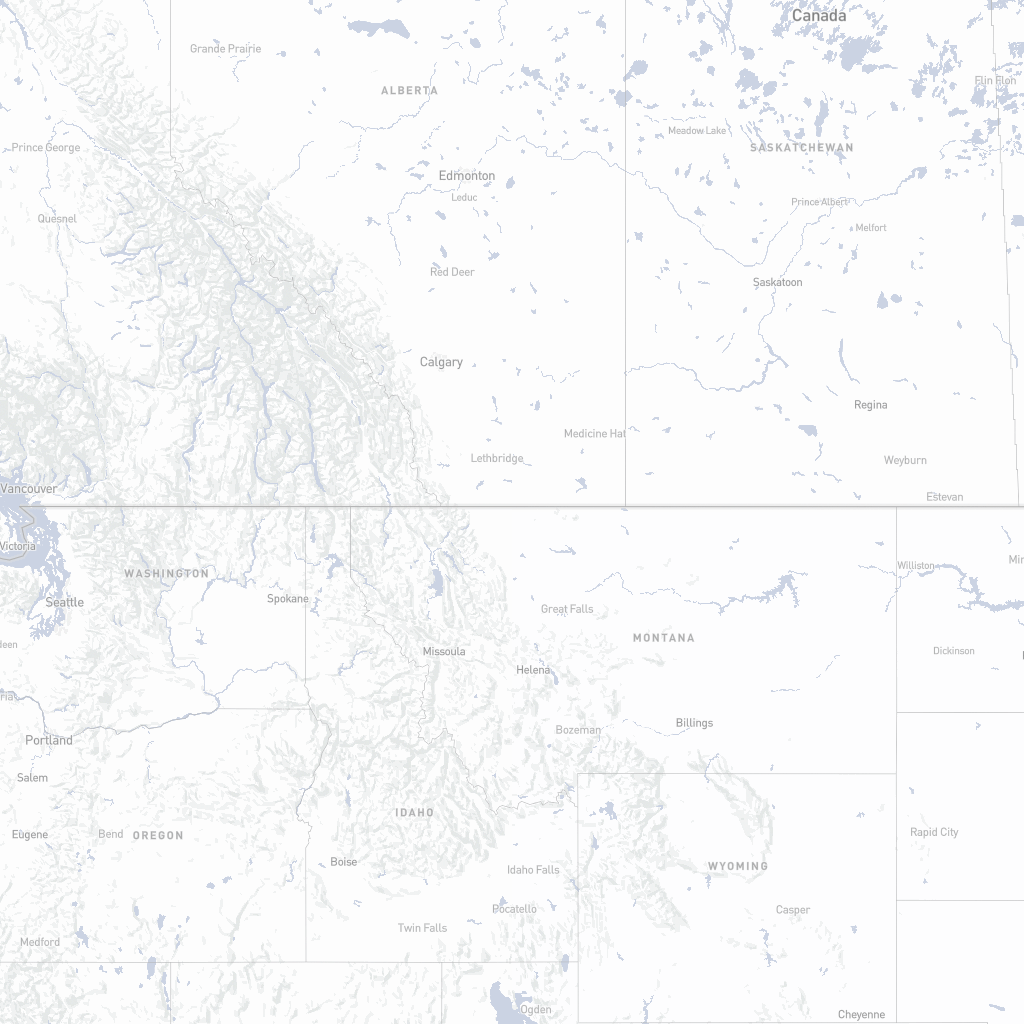 Canada
Grande Prairie
Flin Flon
ALBERTA
Meadow Lake
Prince George
SASKATCHEWAN
Edmonton
Leduc
Prince Albert
Quesnel
Melfort
Red Deer
Saskatoon
Calgary
Regina
Medicine Hat
Lethbridge
Weyburn
Vancouver
Estevan
Victoria
Williston
WASHINGTON
Spokane
Seattle
Great Falls
MONTANA
Missoula
Dickinson
Helena
Billings
Bozeman
Portland
Salem
IDAHO
Eugene
Bend
OREGON
Rapid City
Boise
WYOMING
Idaho Falls
Pocatello
Casper
Twin Falls
Medford
Ogden
Cheyenne